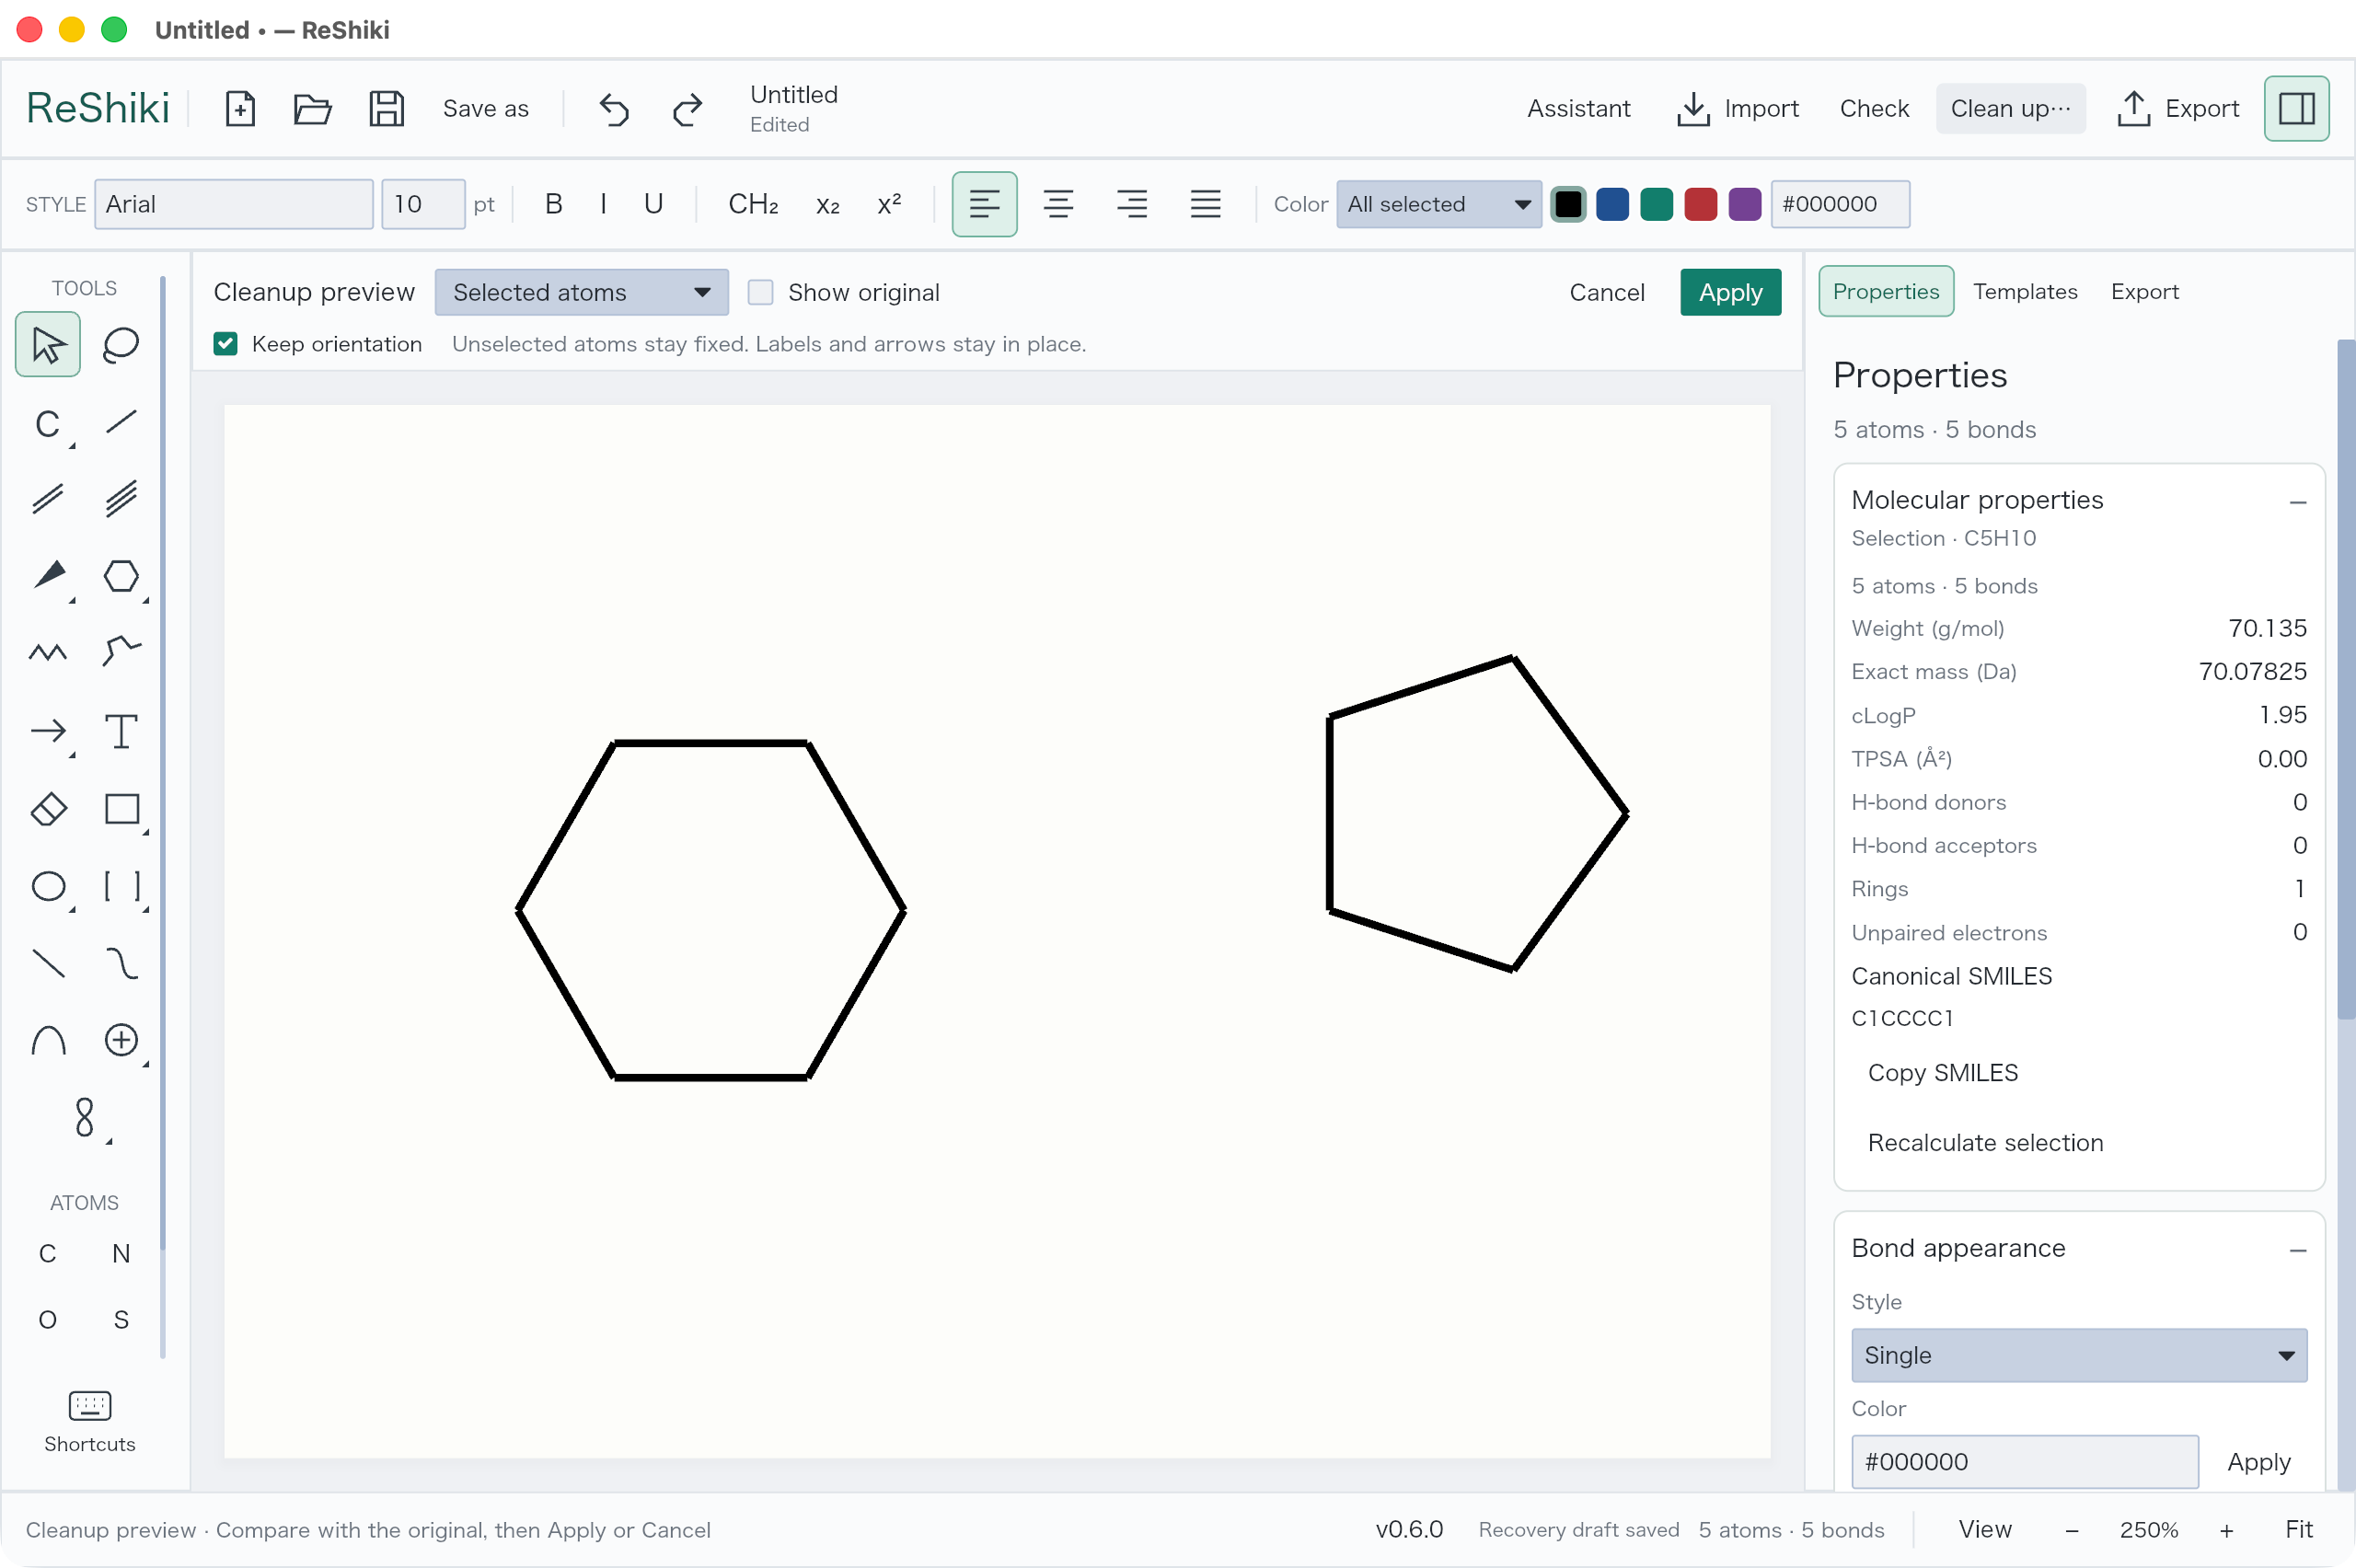 Untitled • — ReShiki
ReShiki
Save as
Untitled
Edited
Assistant
Import
Check
Clean up…
Export
STYLE
Arial
10
pt
B
I
U
CH₂
x₂
x²
Color
All selected
#000000
TOOLS
C
T
ATOMS
C N
O S
Shortcuts
Cleanup preview
Selected atoms
Show original
Cancel
Apply
Keep orientation
Unselected atoms stay fixed. Labels and arrows stay in place.
Properties
Templates
Export
Properties
5 atoms · 5 bonds
Molecular properties
Selection · C5H10
5 atoms · 5 bonds
Weight (g/mol) 70.135
Exact mass (Da) 70.07825
cLogP 1.95
TPSA (Å²) 0.00
H-bond donors 0
H-bond acceptors 0
Rings 1
Unpaired electrons 0
Canonical SMILES
C1CCCC1
Copy SMILES
Recalculate selection
Bond appearance
Style
Single
Color
#000000
Apply
Cleanup preview · Compare with the original, then Apply or Cancel
v0.6.0
Recovery draft saved
5 atoms · 5 bonds
View
−
250%
+
Fit